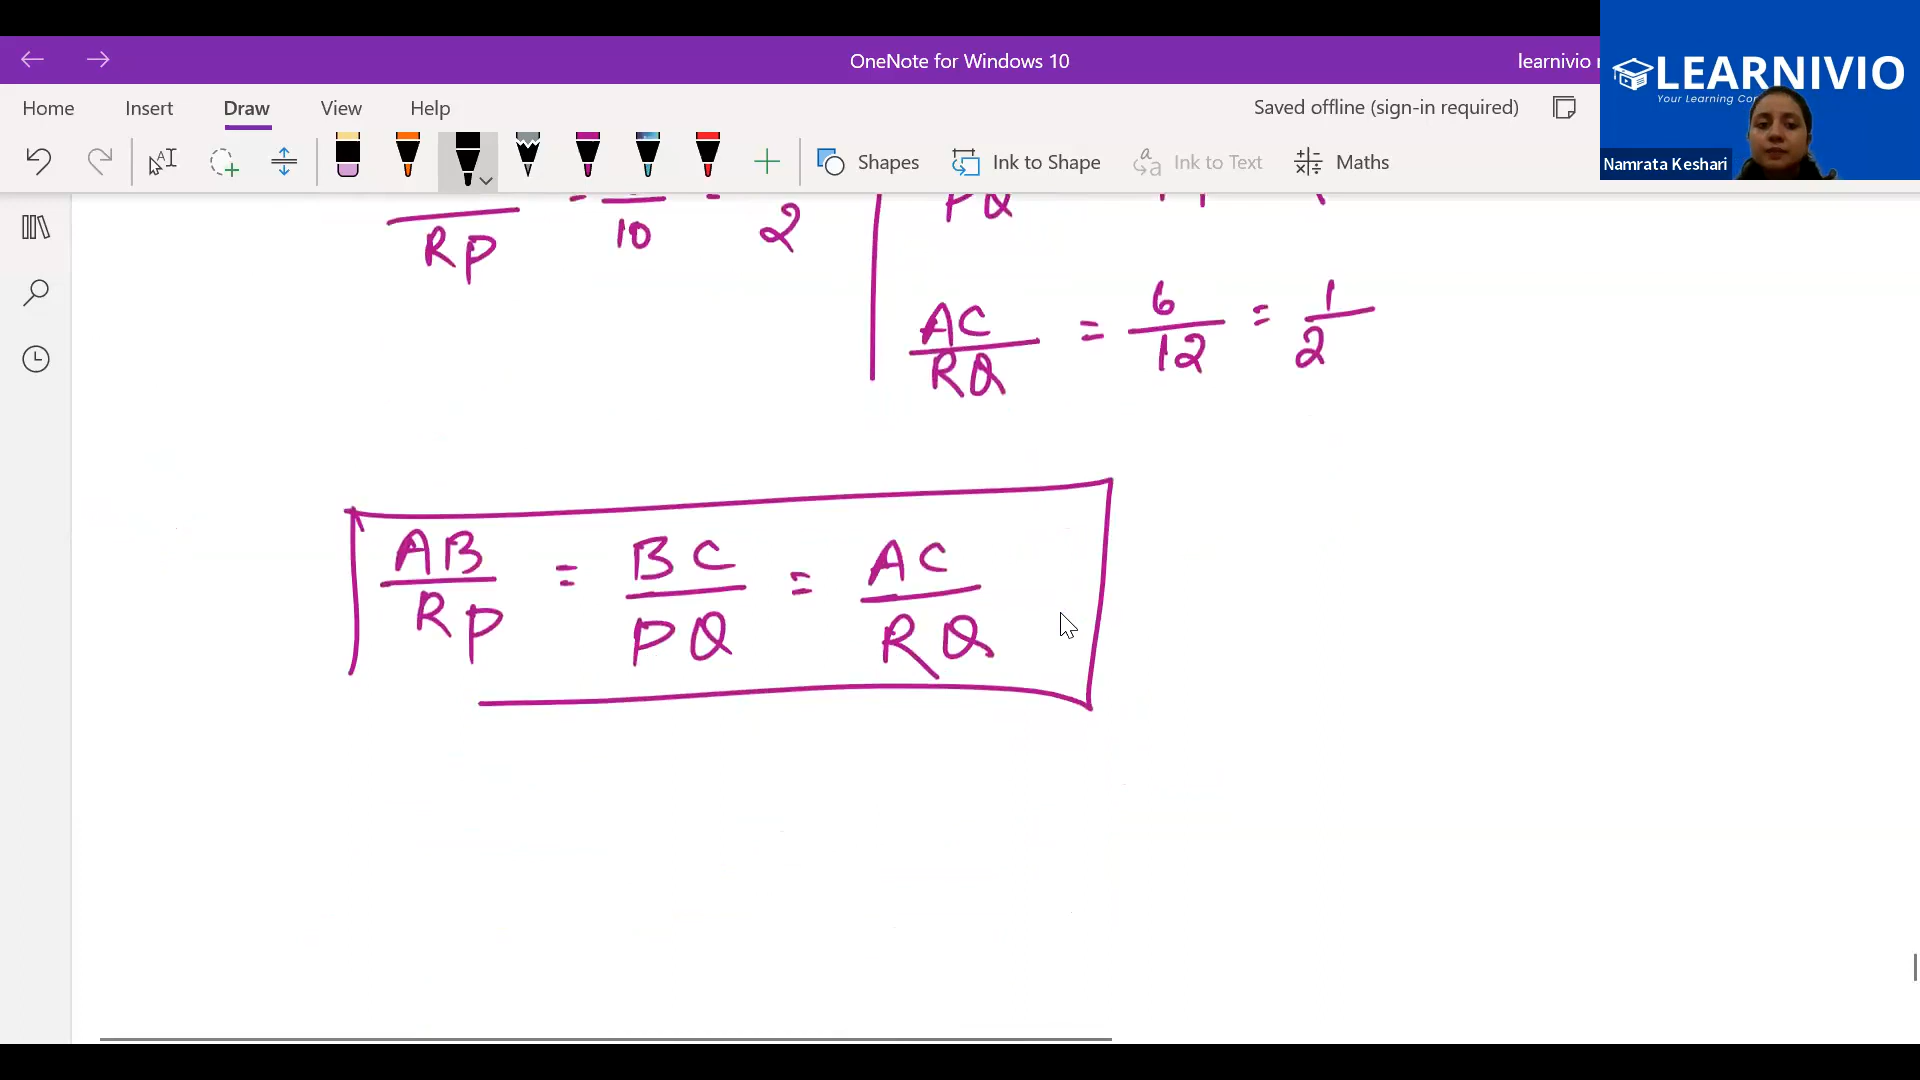 OneNote for Windows 10
learnivio
LEARNIVIO
Your Learning
Namrata Keshari
Home Insert Draw View Help
Saved offline (sign-in required)
Shapes Ink to Shape Ink to Text Maths
RP = 10 = 2
PQ
AC/RQ = 6/12 = 1/2
AB/RP = BC/PQ = AC/RQ